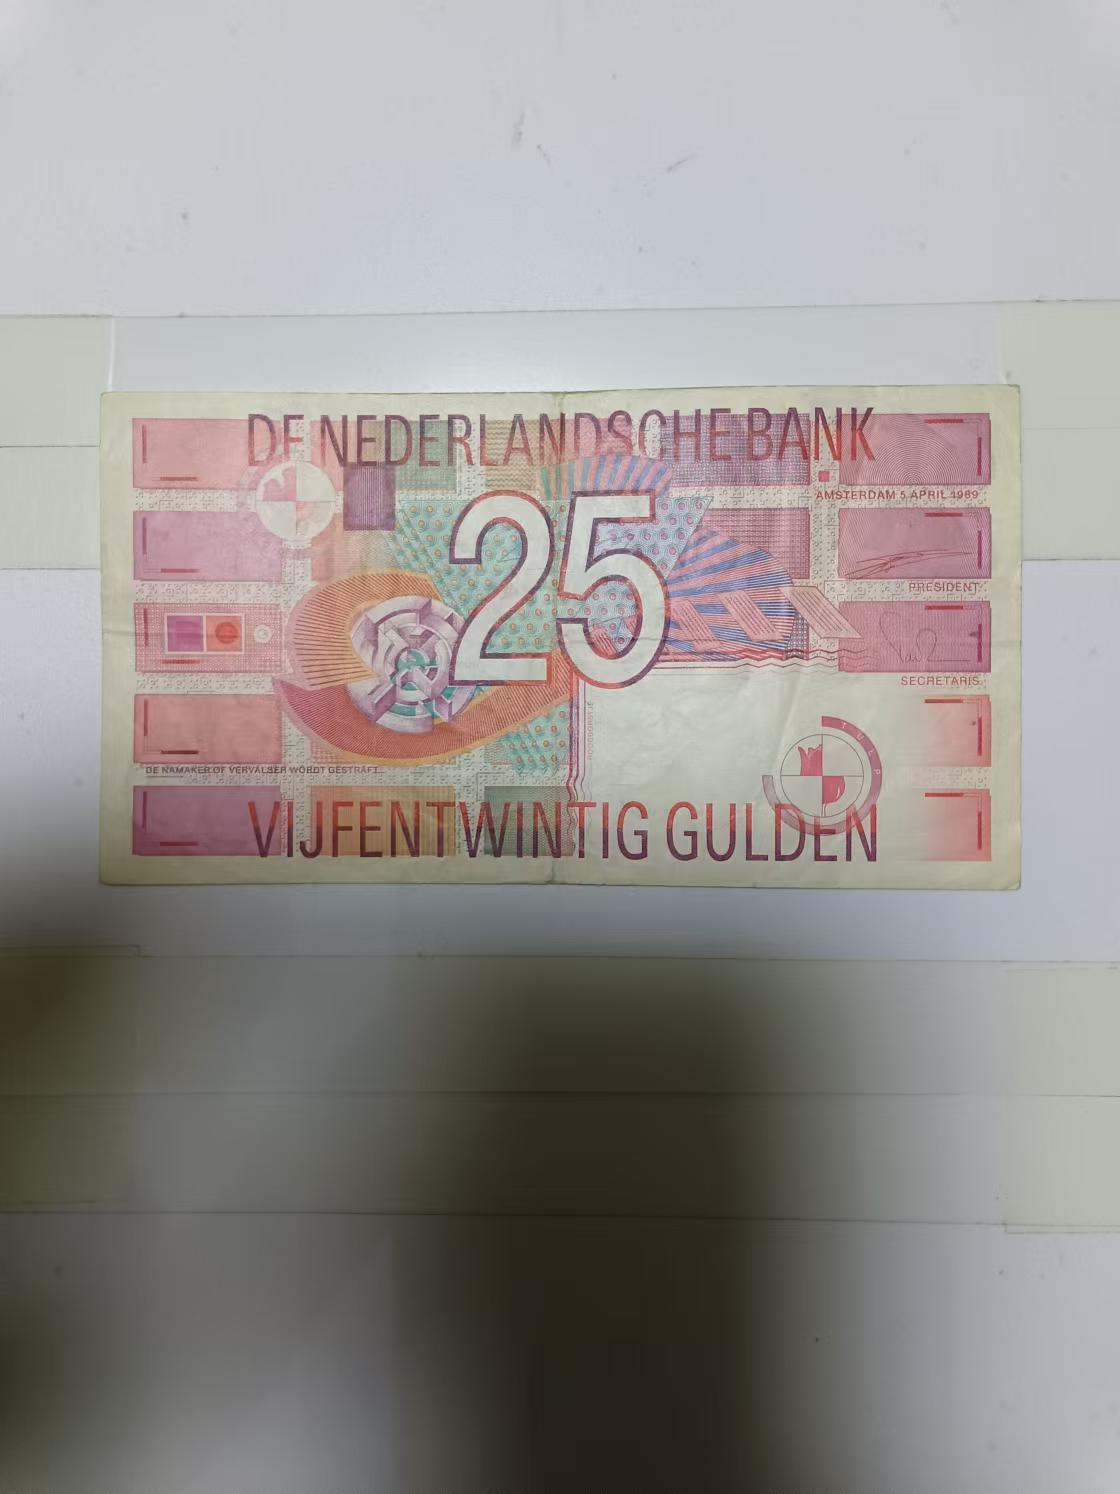 DE NEDERLANDSCHE BANK
AMSTERDAM 5 APRIL 1989
25
PRESIDENT
SECRETARIS
ROODBORSTJE
TULP
DE NAMAKER OF VERVALSER WORDT GESTRAFT...
VIJFENTWINTIG GULDEN